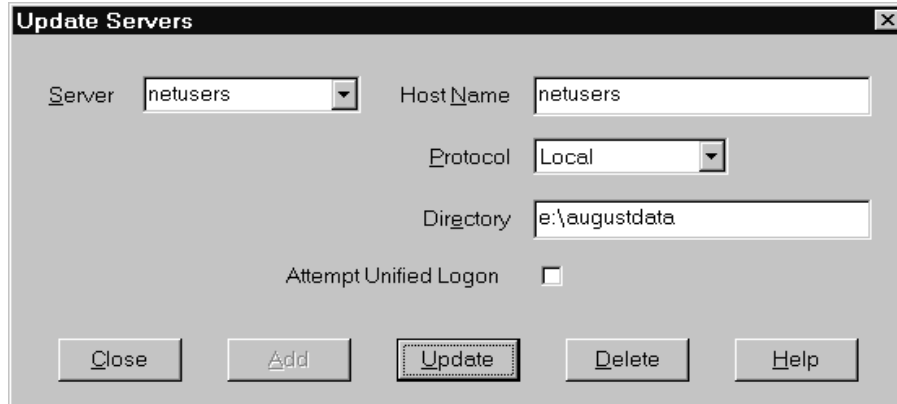 Update Servers
Server netusers Host Name netusers
Protocol Local
Directory e:\augustdata
Attempt Unified Logon
Close Add Update Delete Help